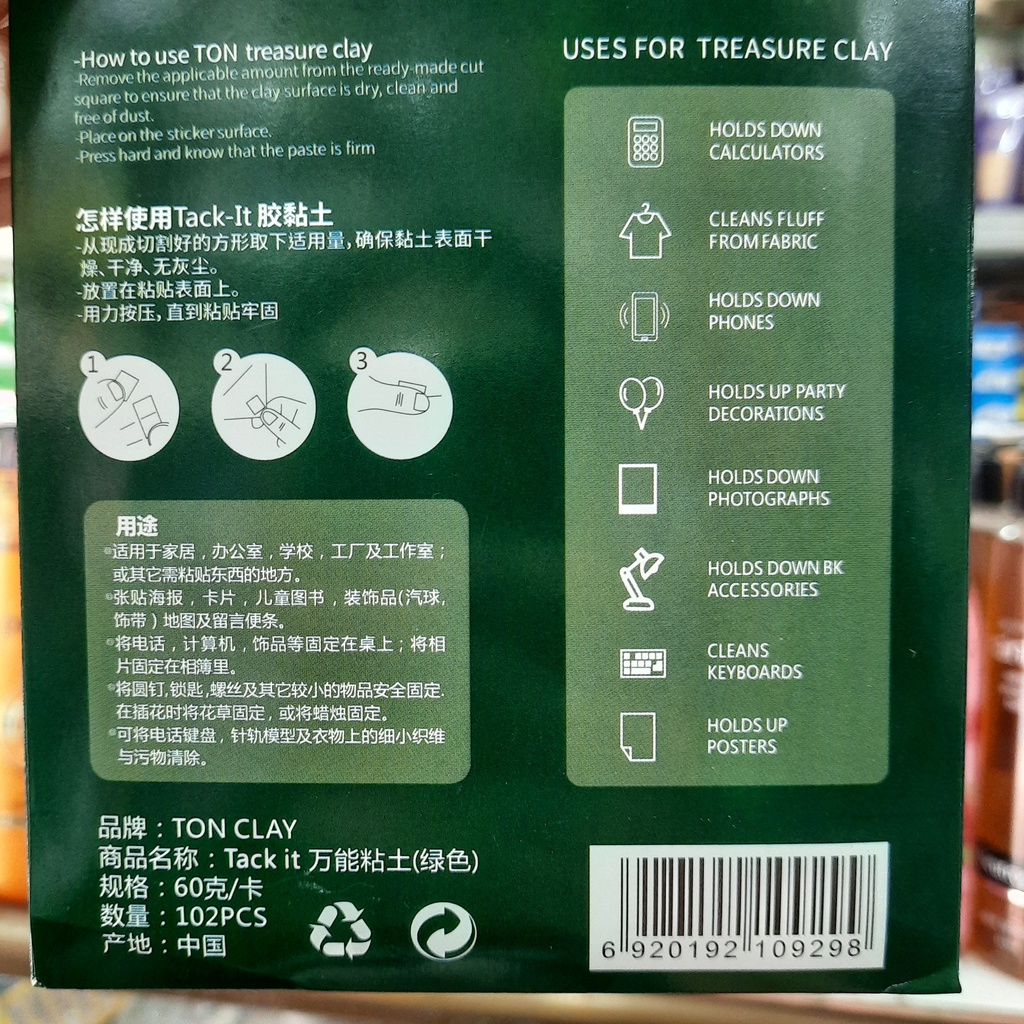 -How to use TON treasure clay
-Remove the applicable amount from the ready-made cut
square to ensure that the clay surface is dry, clean and
free of dust.
-Place on the sticker surface.
-Press hard and know that the paste is firm
怎样使用Tack-It 胶黏土
-从现成切割好的方形取下适用量,确保黏土表面干
燥、干净、无灰尘。
-放置在粘贴表面上。
-用力按压, 直到粘贴牢固
1
2
3
用途
适用于家居，办公室，学校，工厂及工作室；
或其它需粘贴东西的地方。
张贴海报，卡片，儿童图书，装饰品(汽球,
饰带）地图及留言便条。
将电话，计算机，饰品等固定在桌上；将相
片固定在相簿里。
将圆钉,锁匙,螺丝及其它较小的物品安全固定.
在插花时将花草固定, 或将蜡烛固定。
可将电话键盘，针轨模型及衣物上的细小织维
与污物清除。
品牌：TON CLAY
商品名称：Tack it 万能粘土(绿色)
规格：60克/卡
数量：102PCS
产地：中国
USES FOR TREASURE CLAY
HOLDS DOWN
CALCULATORS
CLEANS FLUFF
FROM FABRIC
HOLDS DOWN
PHONES
HOLDS UP PARTY
DECORATIONS
HOLDS DOWN
PHOTOGRAPHS
HOLDS DOWN BK
ACCESSORIES
CLEANS
KEYBOARDS
HOLDS UP
POSTERS
6 920192 109298